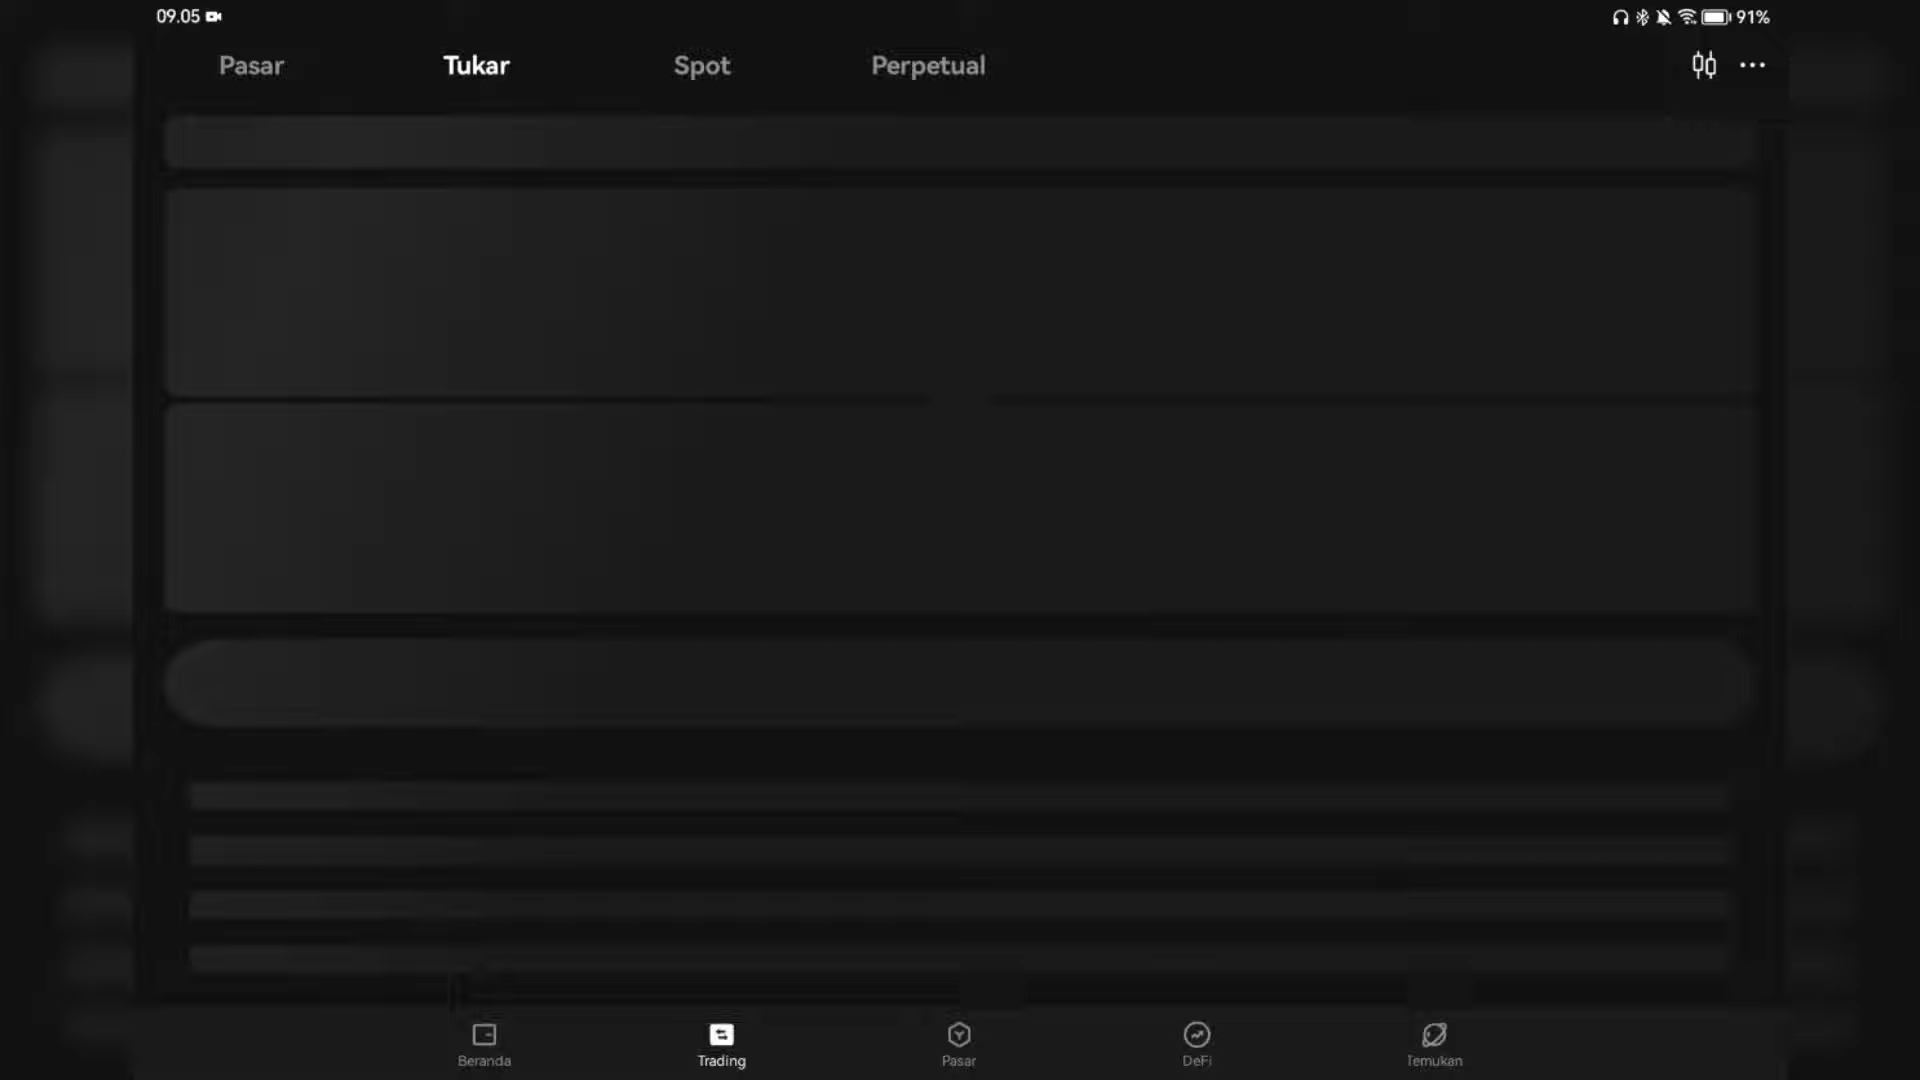 09.05 91%
Pasar Tukar Spot Perpetual
Beranda Trading Pasar DeFi Temukan